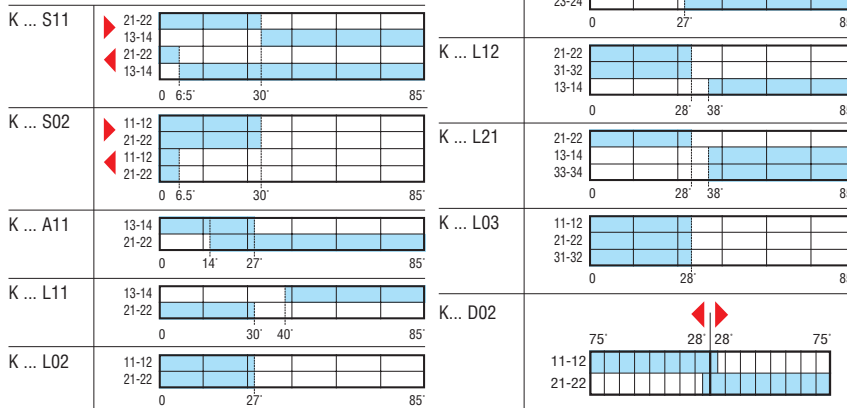 K ... S11
21-22
13-14
21-22
13-14
0 6:5˚ 30˚ 85˚
K ... S02
11-12
21-22
11-12
21-22
0 6.5˚ 30˚ 85˚
K ... A11
13-14
21-22
0 14˚ 27˚ 85˚
K ... L11
13-14
21-22
0 30˚ 40˚ 85˚
K ... L02
11-12
21-22
0 27˚ 85˚
23-24
0 27˚
K ... L12
21-22
31-32
13-14
0 28˚ 38˚
K ... L21
21-22
13-14
33-34
0 28˚ 38˚
K ... L03
11-12
21-22
31-32
0 28˚
K... D02
75˚ 28˚ 28˚ 75˚
11-12
21-22